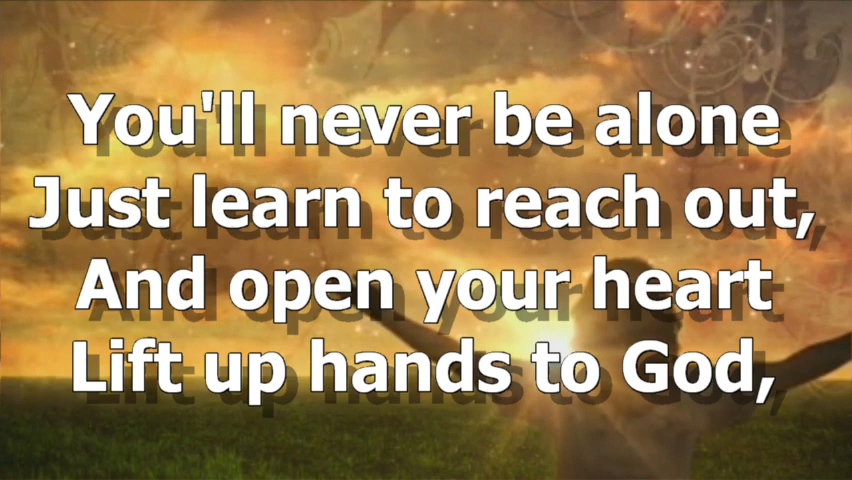 You'll never be alone
Just learn to reach out,
And open your heart
Lift up hands to God,